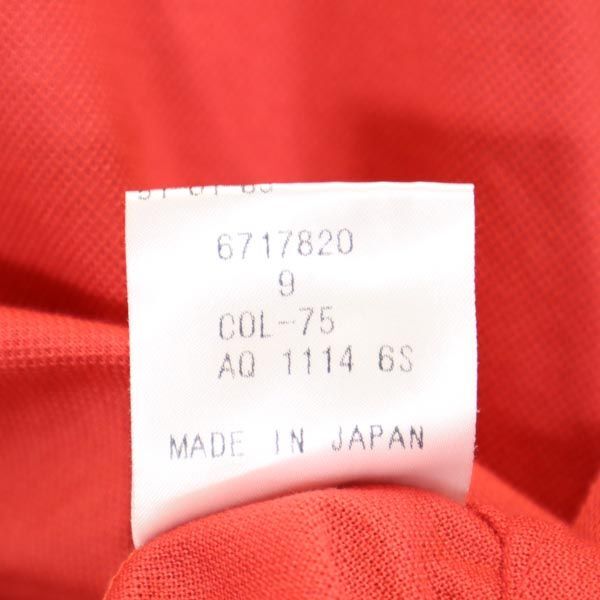 6717820
9
COL-75
AQ 1114 6S
MADE IN JAPAN